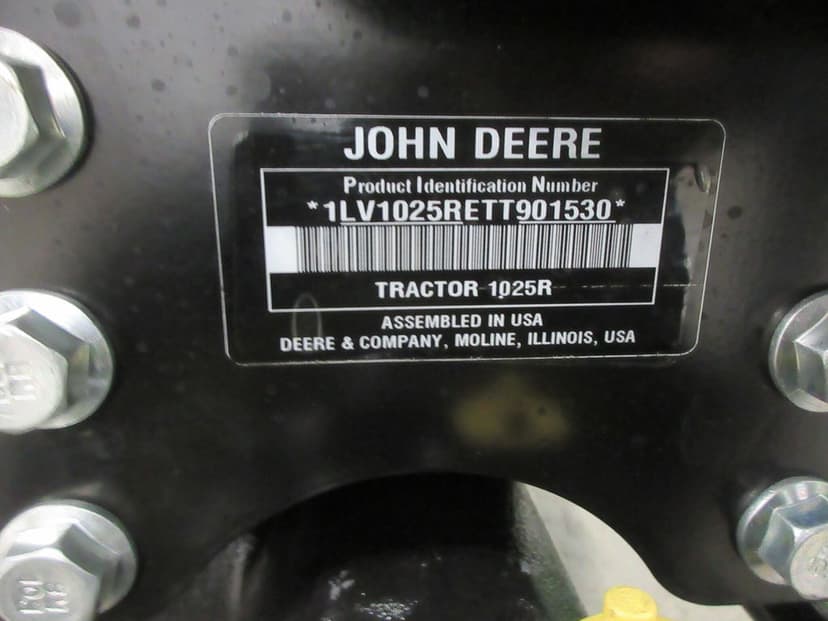 JOHN DEERE
Product Identification Number
*1LV1025RETT901530*
TRACTOR 1025R
ASSEMBLED IN USA
DEERE & COMPANY, MOLINE, ILLINOIS, USA